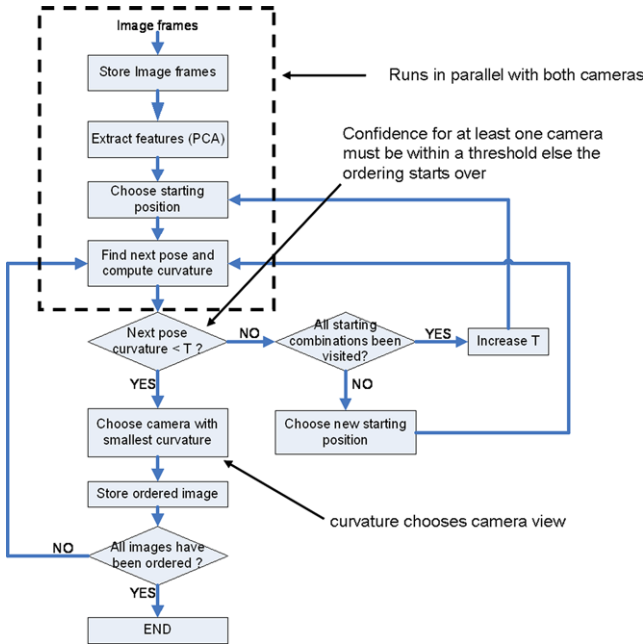 Image frames
Store Image frames
Runs in parallel with both cameras
Extract features (PCA)
Confidence for at least one camera
must be within a threshold else the
ordering starts over
Choose starting
position
Find next pose and
compute curvature
Next pose
curvature < T ?
NO
All starting
combinations been
visited?
YES
Increase T
YES
NO
Choose camera with
smallest curvature
Choose new starting
position
Store ordered image
curvature chooses camera view
NO
All images have
been ordered ?
YES
END